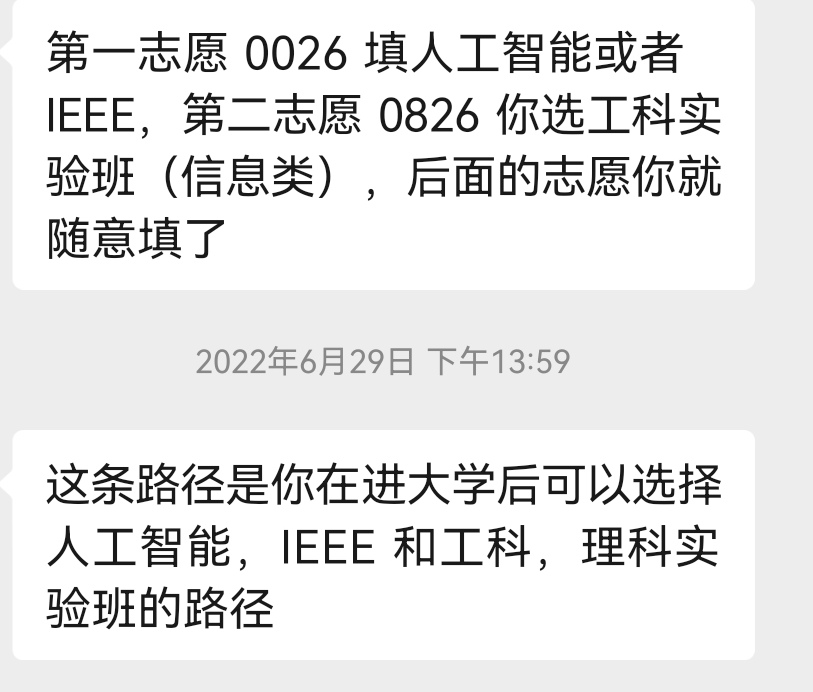 第一志愿 0026 填人工智能或者
IEEE，第二志愿 0826 你选工科实
验班（信息类），后面的志愿你就
随意填了
2022年6月29日 下午13:59
这条路径是你在进大学后可以选择
人工智能，IEEE 和工科，理科实
验班的路径